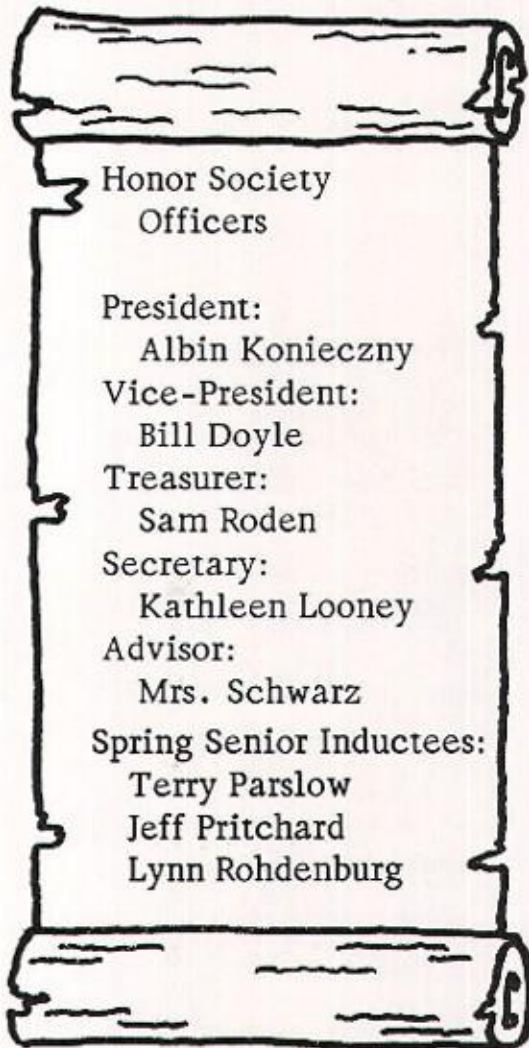 Honor Society
Officers
President:
Albin Konieczny
Vice-President:
Bill Doyle
Treasurer:
Sam Roden
Secretary:
Kathleen Looney
Advisor:
Mrs. Schwarz
Spring Senior Inductees:
Terry Parslow
Jeff Pritchard
Lynn Rohdenburg